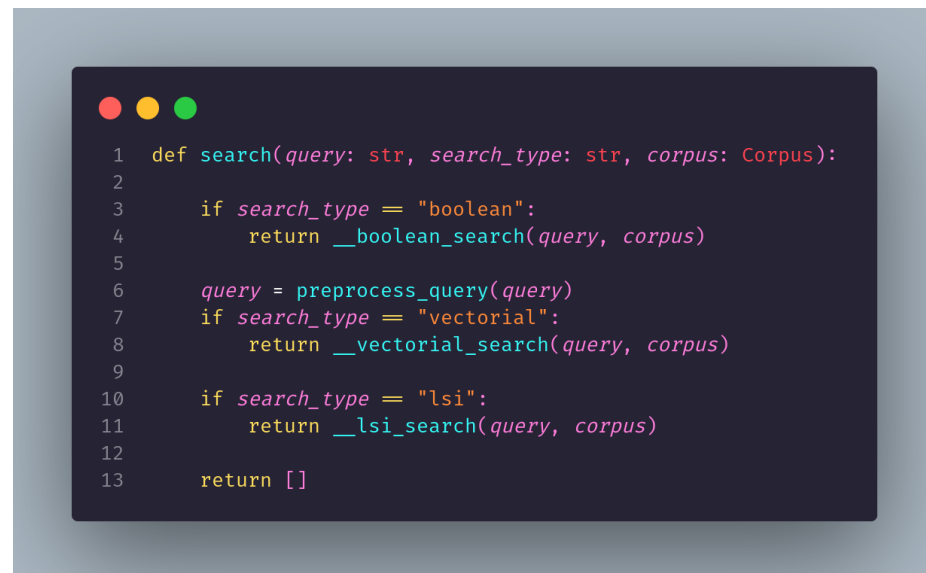 1 def search(query: str, search_type: str, corpus: Corpus):
2
3     if search_type == "boolean":
4         return __boolean_search(query, corpus)
5
6     query = preprocess_query(query)
7     if search_type == "vectorial":
8         return __vectorial_search(query, corpus)
9
10     if search_type == "lsi":
11         return __lsi_search(query, corpus)
12
13     return []